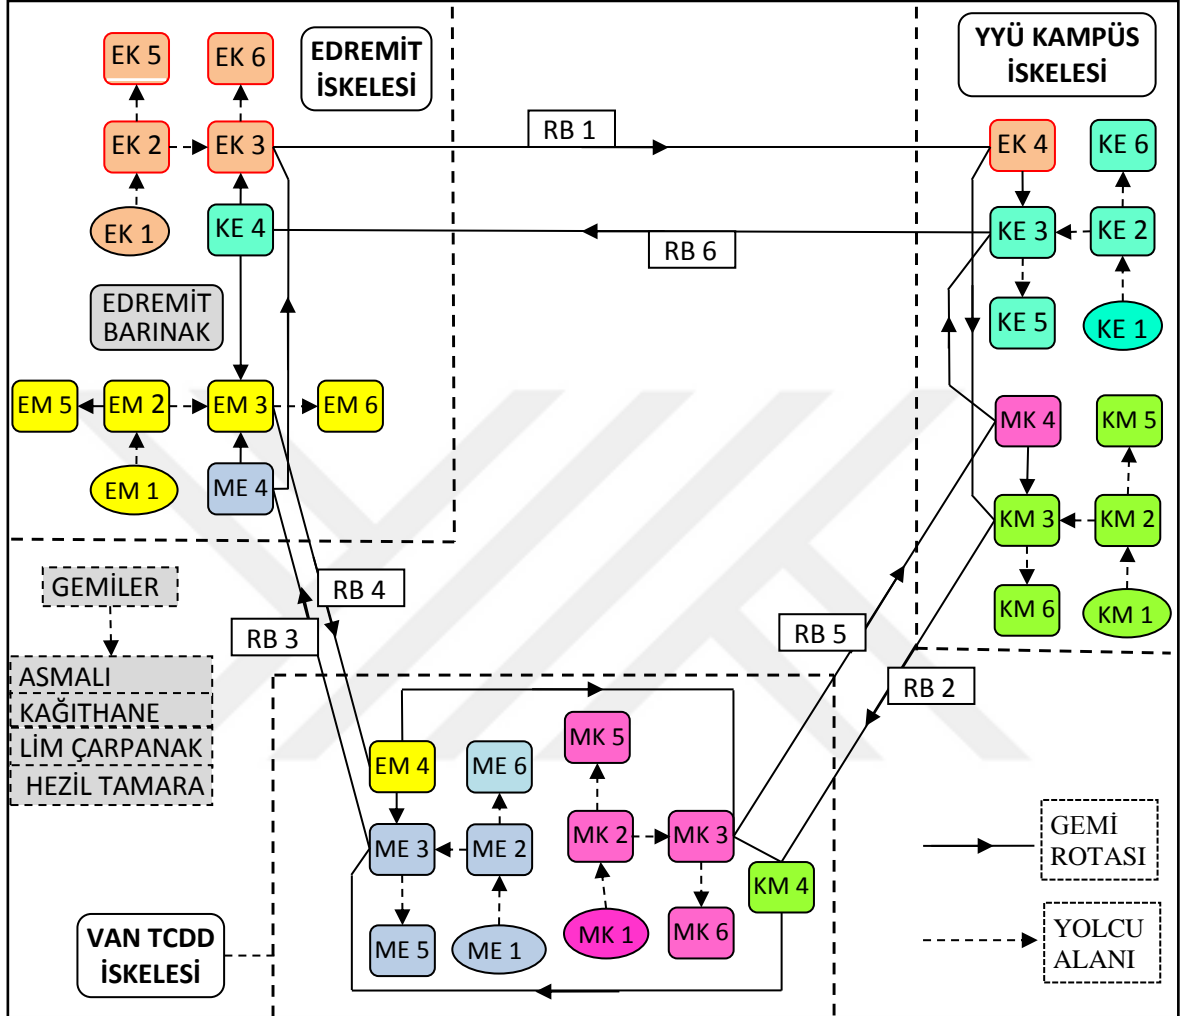 EK 5
EK 6
EDREMİT
İSKELESİ
YYÜ KAMPÜS
İSKELESİ
EK 2
EK 3
RB 1
EK 4
KE 6
EK 1
KE 4
RB 6
KE 3
KE 2
EDREMİT
BARINAK
KE 5
KE 1
EM 5
EM 2
EM 3
EM 6
MK 4
KM 5
EM 1
ME 4
KM 3
KM 2
GEMİLER
RB 4
RB 3
RB 5
KM 6
KM 1
ASMALI
KAĞITHANE
LİM ÇARPANAK
HEZİL TAMARA
RB 2
EM 4
ME 6
MK 5
ME 3
ME 2
MK 2
MK 3
KM 4
GEMİ
ROTASI
VAN TCDD
İSKELESİ
ME 5
ME 1
MK 1
MK 6
YOLCU
ALANI